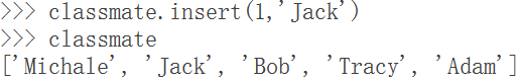 >>> classmate.insert(1,'Jack')
>>> classmate
['Michale', 'Jack', 'Bob', 'Tracy', 'Adam']